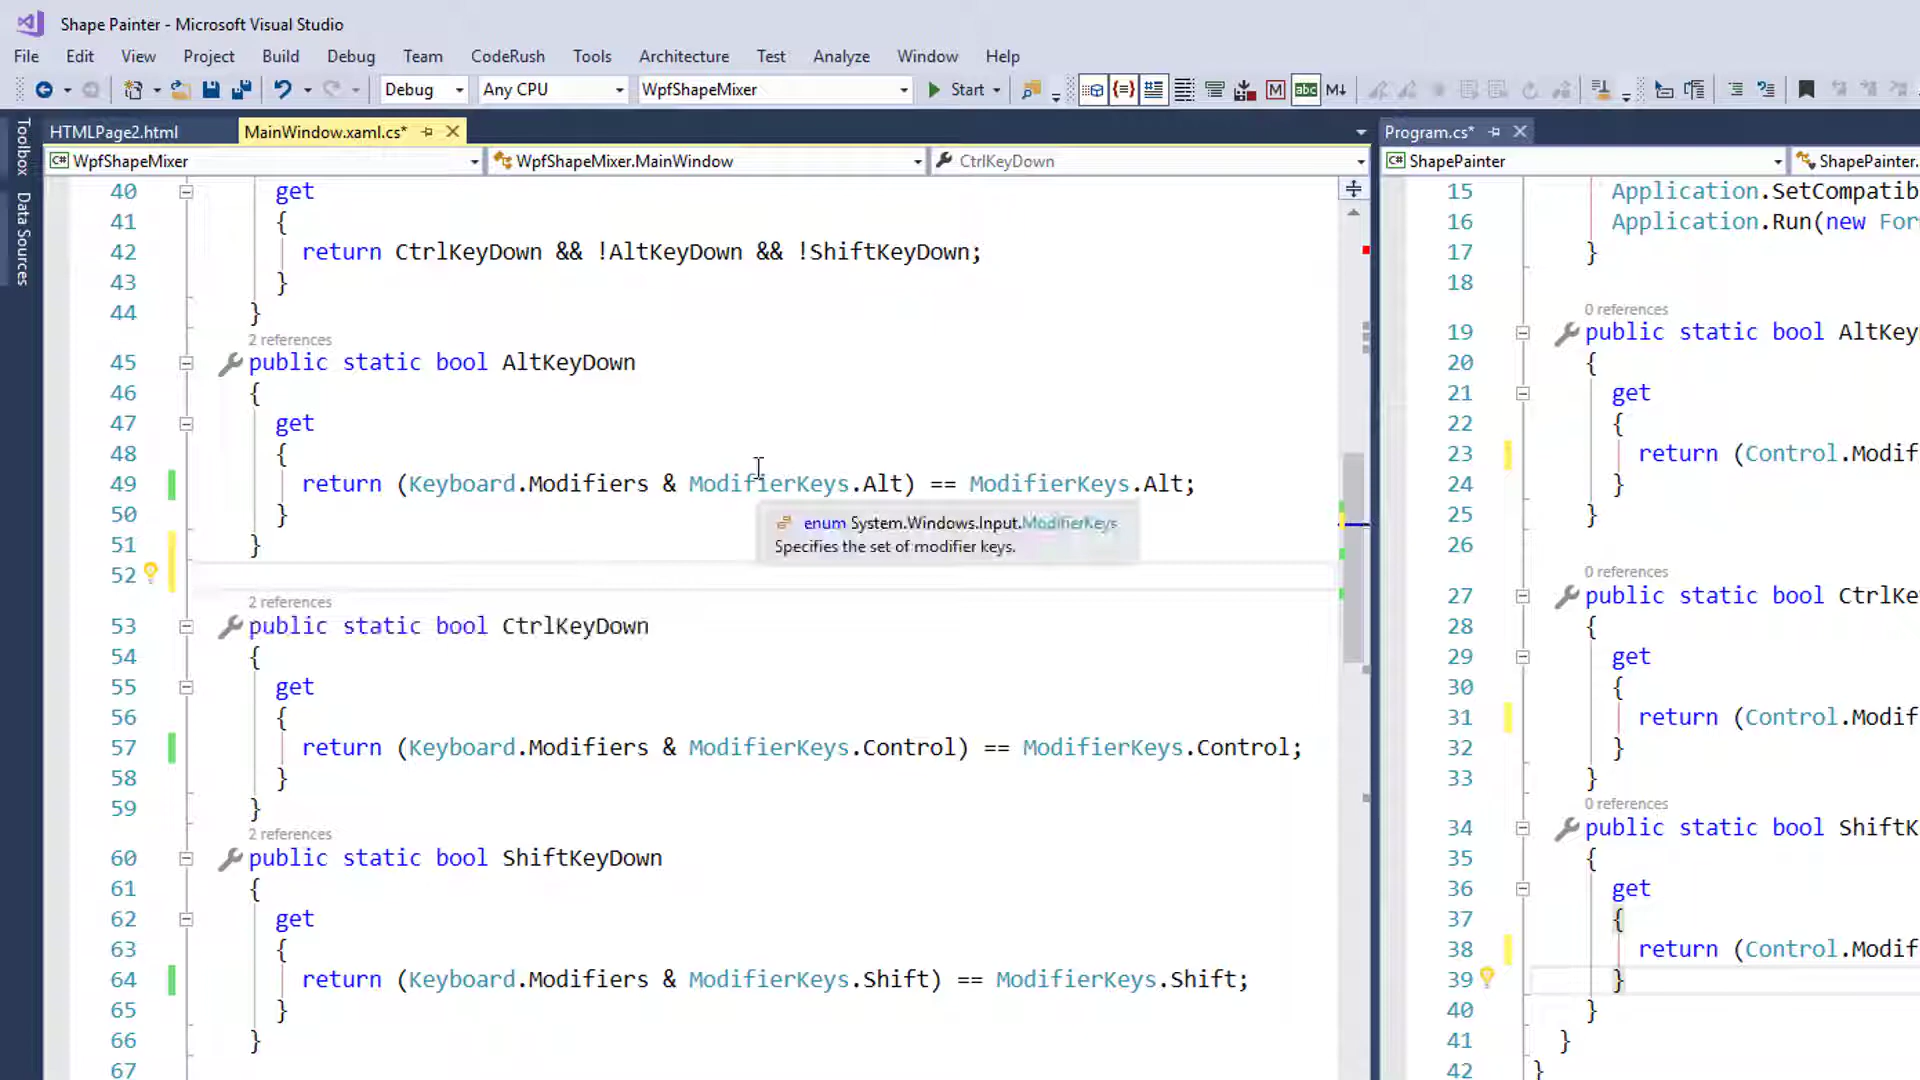 Shape Painter - Microsoft Visual Studio
File Edit View Project Build Debug Team CodeRush Tools Architecture Test Analyze Window Help
Debug Any CPU WpfShapeMixer Start
Toolbox
Data Sources
HTMLPage2.html MainWindow.xaml.cs*
WpfShapeMixer WpfShapeMixer.MainWindow CtrlKeyDown
40 get
41 {
42 return CtrlKeyDown && !AltKeyDown && !ShiftKeyDown;
43 }
44 }
2 references
45 public static bool AltKeyDown
46 {
47 get
48 {
49 return (Keyboard.Modifiers & ModifierKeys.Alt) == ModifierKeys.Alt;
50 }
51 }
enum System.Windows.Input.ModifierKeys
Specifies the set of modifier keys.
52
2 references
53 public static bool CtrlKeyDown
54 {
55 get
56 {
57 return (Keyboard.Modifiers & ModifierKeys.Control) == ModifierKeys.Control;
58 }
59 }
2 references
60 public static bool ShiftKeyDown
61 {
62 get
63 {
64 return (Keyboard.Modifiers & ModifierKeys.Shift) == ModifierKeys.Shift;
65 }
66 }
67
Program.cs*
ShapePainter ShapePainter.
15 Application.SetCompatib
16 Application.Run(new For
17 }
18
0 references
19 public static bool AltKey
20 {
21 get
22 {
23 return (Control.Modif
24 }
25 }
26
0 references
27 public static bool CtrlKe
28 {
29 get
30 {
31 return (Control.Modif
32 }
33 }
0 references
34 public static bool ShiftK
35 {
36 get
37 {
38 return (Control.Modif
39 }
40 }
41 }
42 }